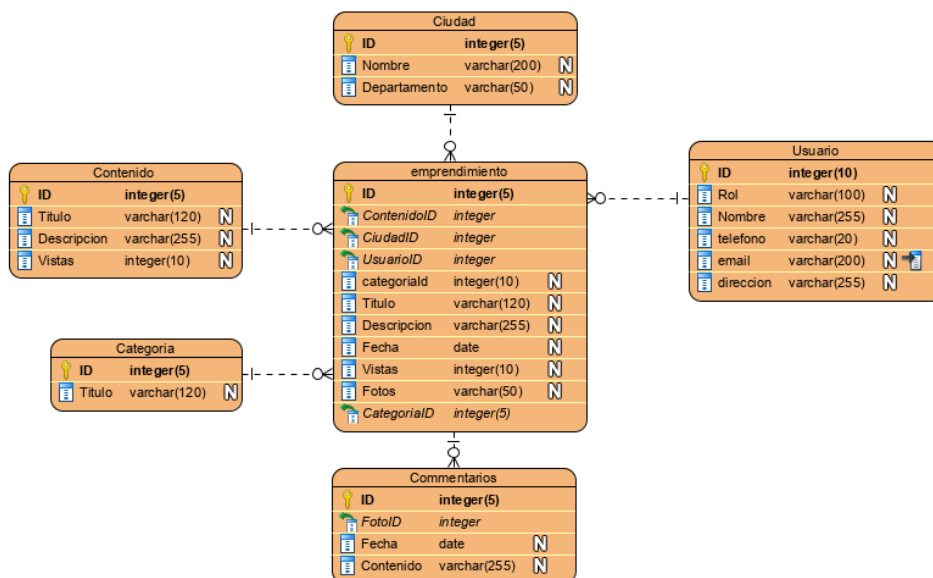 Ciudad
ID integer(5)
Nombre varchar(200) N
Departamento varchar(50) N
Contenido
ID integer(5)
Titulo varchar(120) N
Descripcion varchar(255) N
Vistas integer(10) N
emprendimiento
ID integer(5)
ContenidoID integer
CiudadID integer
UsuarioID integer
categoriaId integer(10) N
Titulo varchar(120) N
Descripcion varchar(255) N
Fecha date N
Vistas integer(10) N
Fotos varchar(50) N
CategoriaID integer(5)
Usuario
ID integer(10)
Rol varchar(100) N
Nombre varchar(255) N
telefono varchar(20) N
email varchar(200) N
direccion varchar(255) N
Categoria
ID integer(5)
Titulo varchar(120) N
Commentarios
ID integer(5)
FotoID integer
Fecha date N
Contenido varchar(255) N